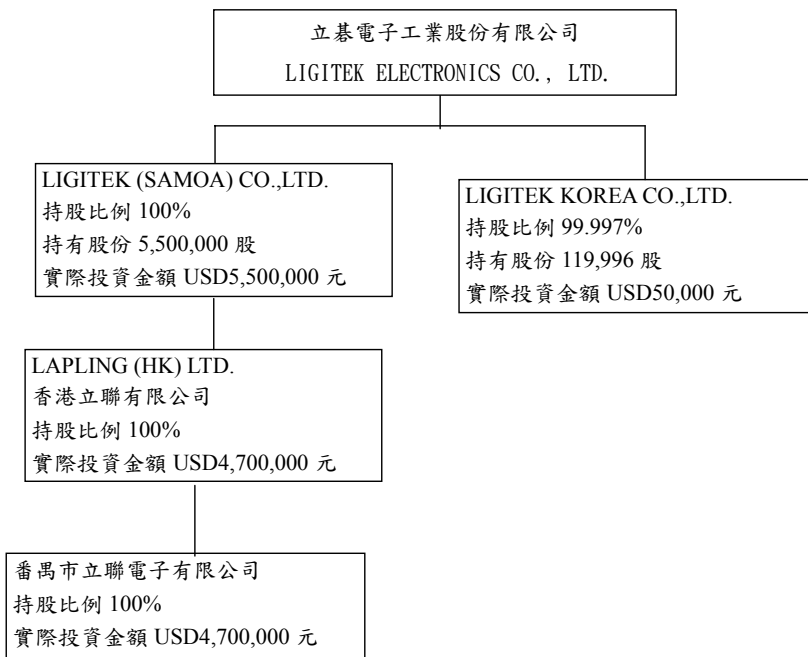 立碁電子工業股份有限公司
LIGITEK ELECTRONICS CO., LTD.
LIGITEK (SAMOA) CO.,LTD.
持股比例 100%
持有股份 5,500,000 股
實際投資金額 USD5,500,000 元
LIGITEK KOREA CO.,LTD.
持股比例 99.997%
持有股份 119,996 股
實際投資金額 USD50,000 元
LAPLING (HK) LTD.
香港立聯有限公司
持股比例 100%
實際投資金額 USD4,700,000 元
番禺市立聯電子有限公司
持股比例 100%
實際投資金額 USD4,700,000 元